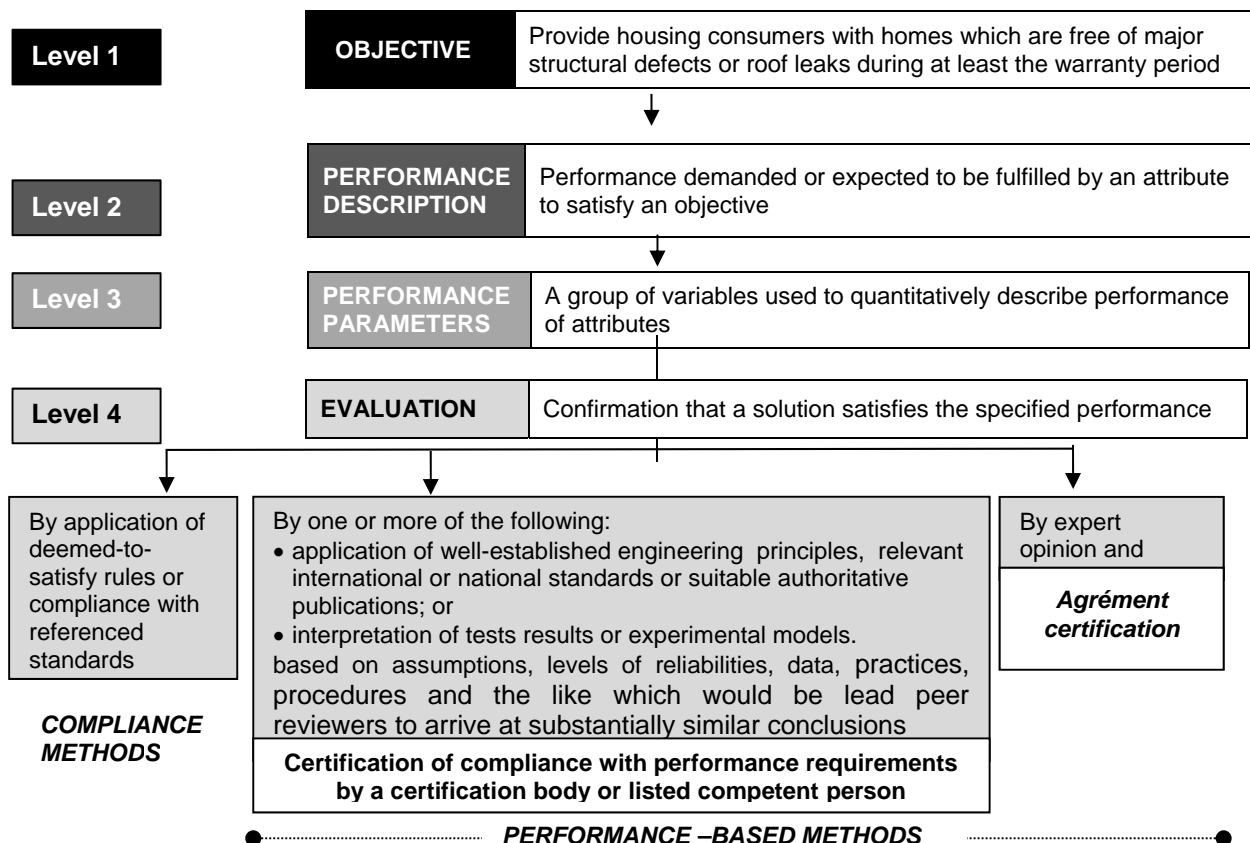 Level 1
OBJECTIVE
Provide housing consumers with homes which are free of major
structural defects or roof leaks during at least the warranty period
Level 2
PERFORMANCE
DESCRIPTION
Performance demanded or expected to be fulfilled by an attribute
to satisfy an objective
Level 3
PERFORMANCE
PARAMETERS
A group of variables used to quantitatively describe performance
of attributes
Level 4
EVALUATION
Confirmation that a solution satisfies the specified performance
By application of
deemed-to-
satisfy rules or
compliance with
referenced
standards
COMPLIANCE
METHODS
By one or more of the following:
• application of well-established engineering principles, relevant
international or national standards or suitable authoritative
publications; or
• interpretation of tests results or experimental models.
based on assumptions, levels of reliabilities, data, practices,
procedures and the like which would be lead peer
reviewers to arrive at substantially similar conclusions
Certification of compliance with performance requirements
by a certification body or listed competent person
By expert
opinion and
Agrément
certification
PERFORMANCE –BASED METHODS